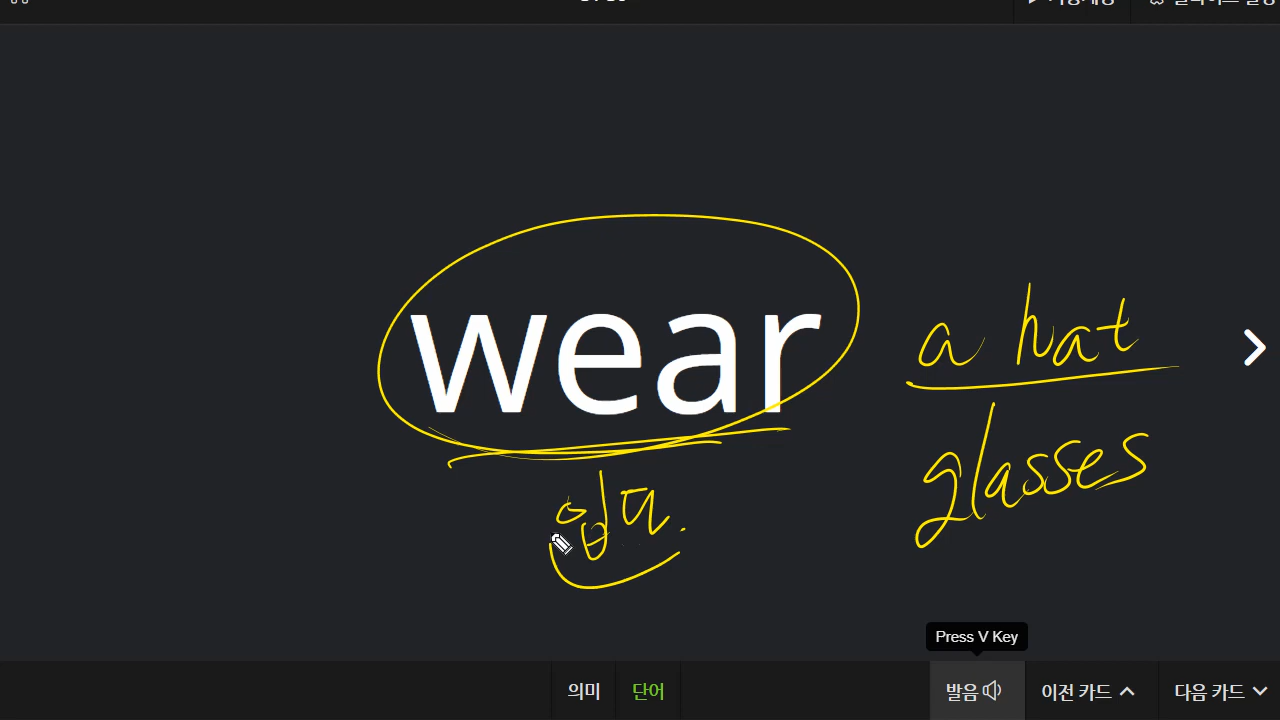 wear
a hat
glasses
입다.
Press V Key
의미
단어
발음
이전 카드
다음 카드